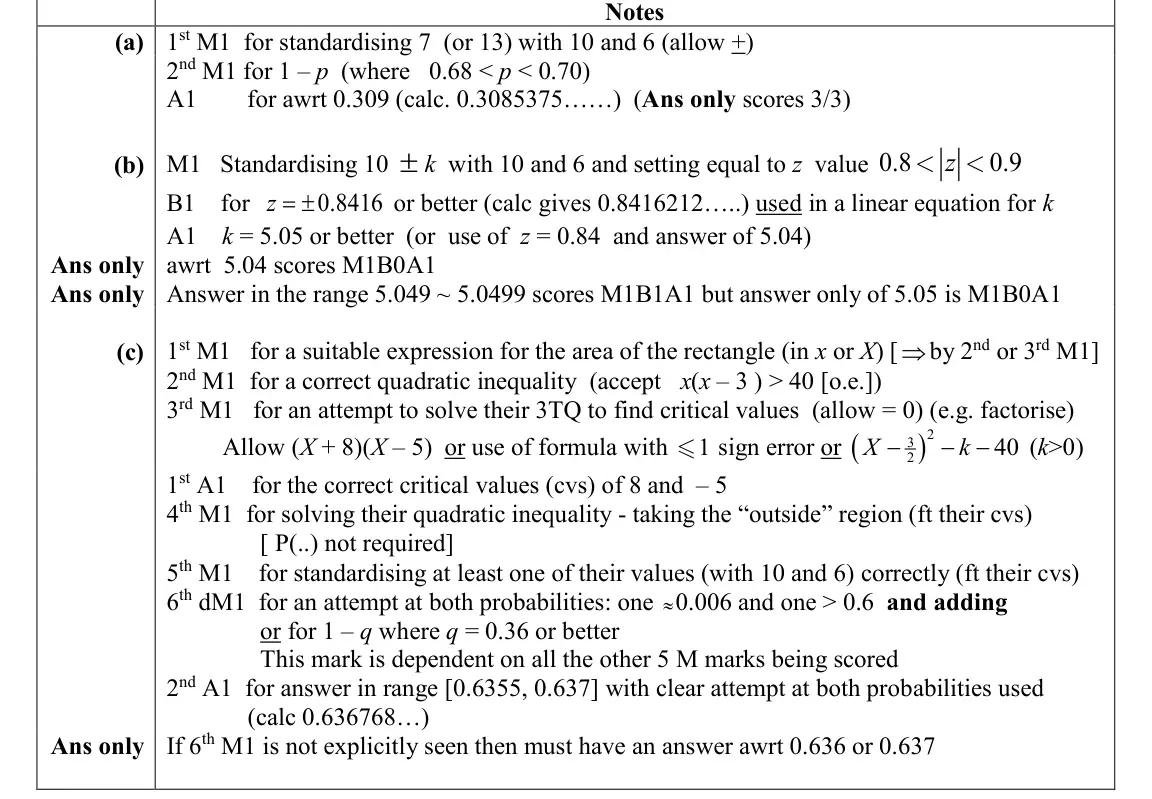 Notes
(a) 1st M1 for standardising 7 (or 13) with 10 and 6 (allow ±)
2nd M1 for 1 – p (where 0.68 < p < 0.70)
A1 for awrt 0.309 (calc. 0.3085375……) (Ans only scores 3/3)
(b) M1 Standardising 10 ± k with 10 and 6 and setting equal to z value 0.8 < |z| < 0.9
B1 for z = ±0.8416 or better (calc gives 0.8416212…..) used in a linear equation for k
A1 k = 5.05 or better (or use of z = 0.84 and answer of 5.04)
Ans only awrt 5.04 scores M1B0A1
Ans only Answer in the range 5.049 ~ 5.0499 scores M1B1A1 but answer only of 5.05 is M1B0A1
(c) 1st M1 for a suitable expression for the area of the rectangle (in x or X) [ ⇒ by 2nd or 3rd M1]
2nd M1 for a correct quadratic inequality (accept x(x – 3 ) > 40 [o.e.])
3rd M1 for an attempt to solve their 3TQ to find critical values (allow = 0) (e.g. factorise)
Allow (X + 8)(X – 5) or use of formula with ⩽1 sign error or (X – 3/2)² – k – 40 (k>0)
1st A1 for the correct critical values (cvs) of 8 and – 5
4th M1 for solving their quadratic inequality - taking the “outside” region (ft their cvs)
[ P(..) not required]
5th M1 for standardising at least one of their values (with 10 and 6) correctly (ft their cvs)
6th dM1 for an attempt at both probabilities: one ≈0.006 and one > 0.6 and adding
or for 1 – q where q = 0.36 or better
This mark is dependent on all the other 5 M marks being scored
2nd A1 for answer in range [0.6355, 0.637] with clear attempt at both probabilities used
(calc 0.636768…)
Ans only If 6th M1 is not explicitly seen then must have an answer awrt 0.636 or 0.637